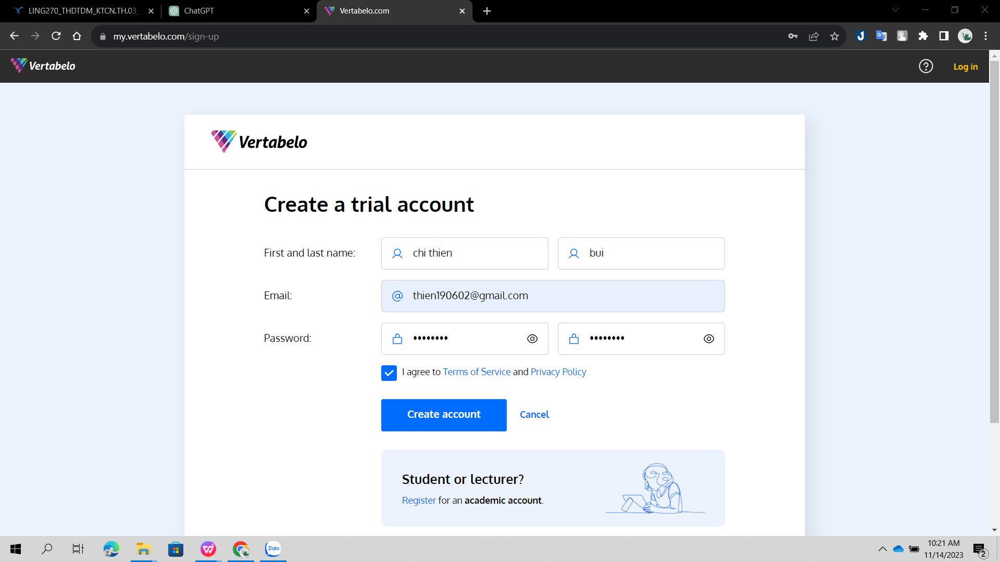 LING270_THDTDM_KTCN.TH.03_
ChatGPT
Vertabelo.com
my.vertabelo.com/sign-up
Vertabelo
Log in
Vertabelo
Create a trial account
First and last name:
chi thien
bui
Email:
thien190602@gmail.com
Password:
••••••••
••••••••
I agree to Terms of Service and Privacy Policy
Create account
Cancel
Student or lecturer?
Register for an academic account.
Zalo
10:21 AM
11/14/2023
2